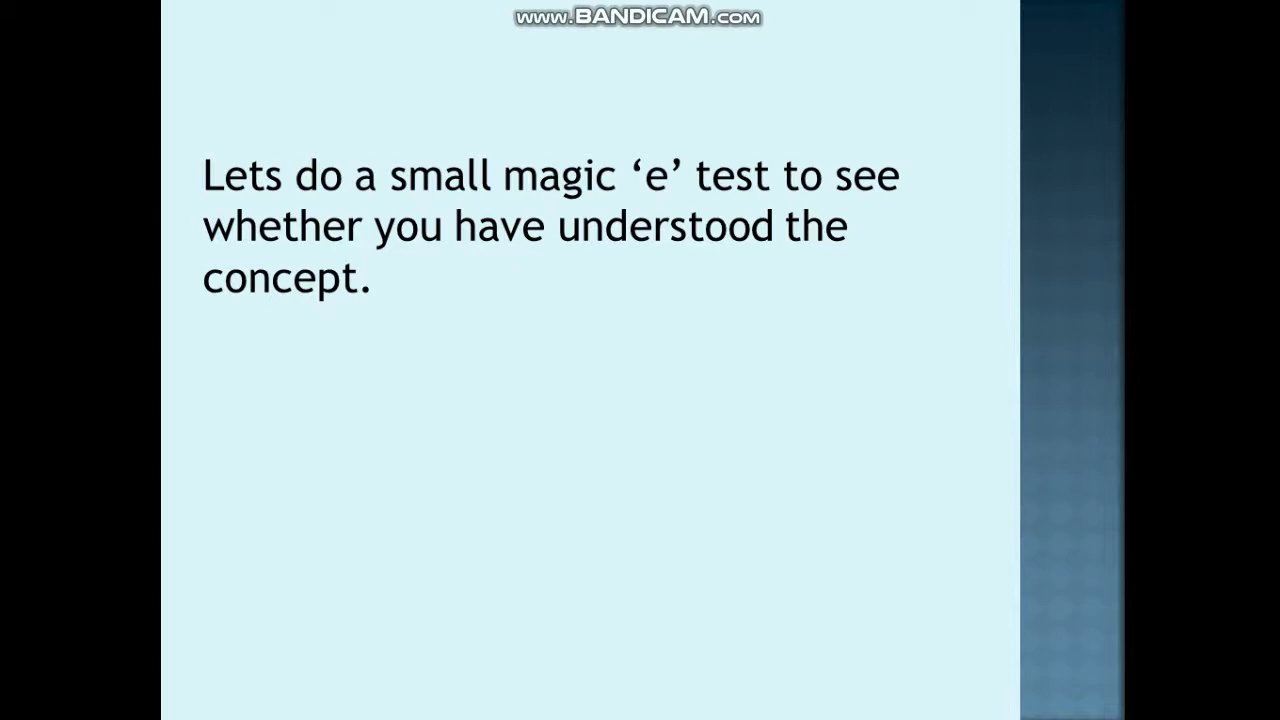 www.BANDICAM.com
Lets do a small magic ‘e’ test to see
whether you have understood the
concept.